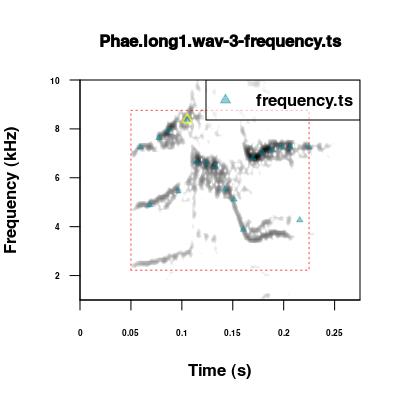 Phae.long1.wav-3-frequency.ts
frequency.ts
Frequency (kHz)
10
8
6
4
2
0 0.05 0.1 0.15 0.2 0.25
Time (s)